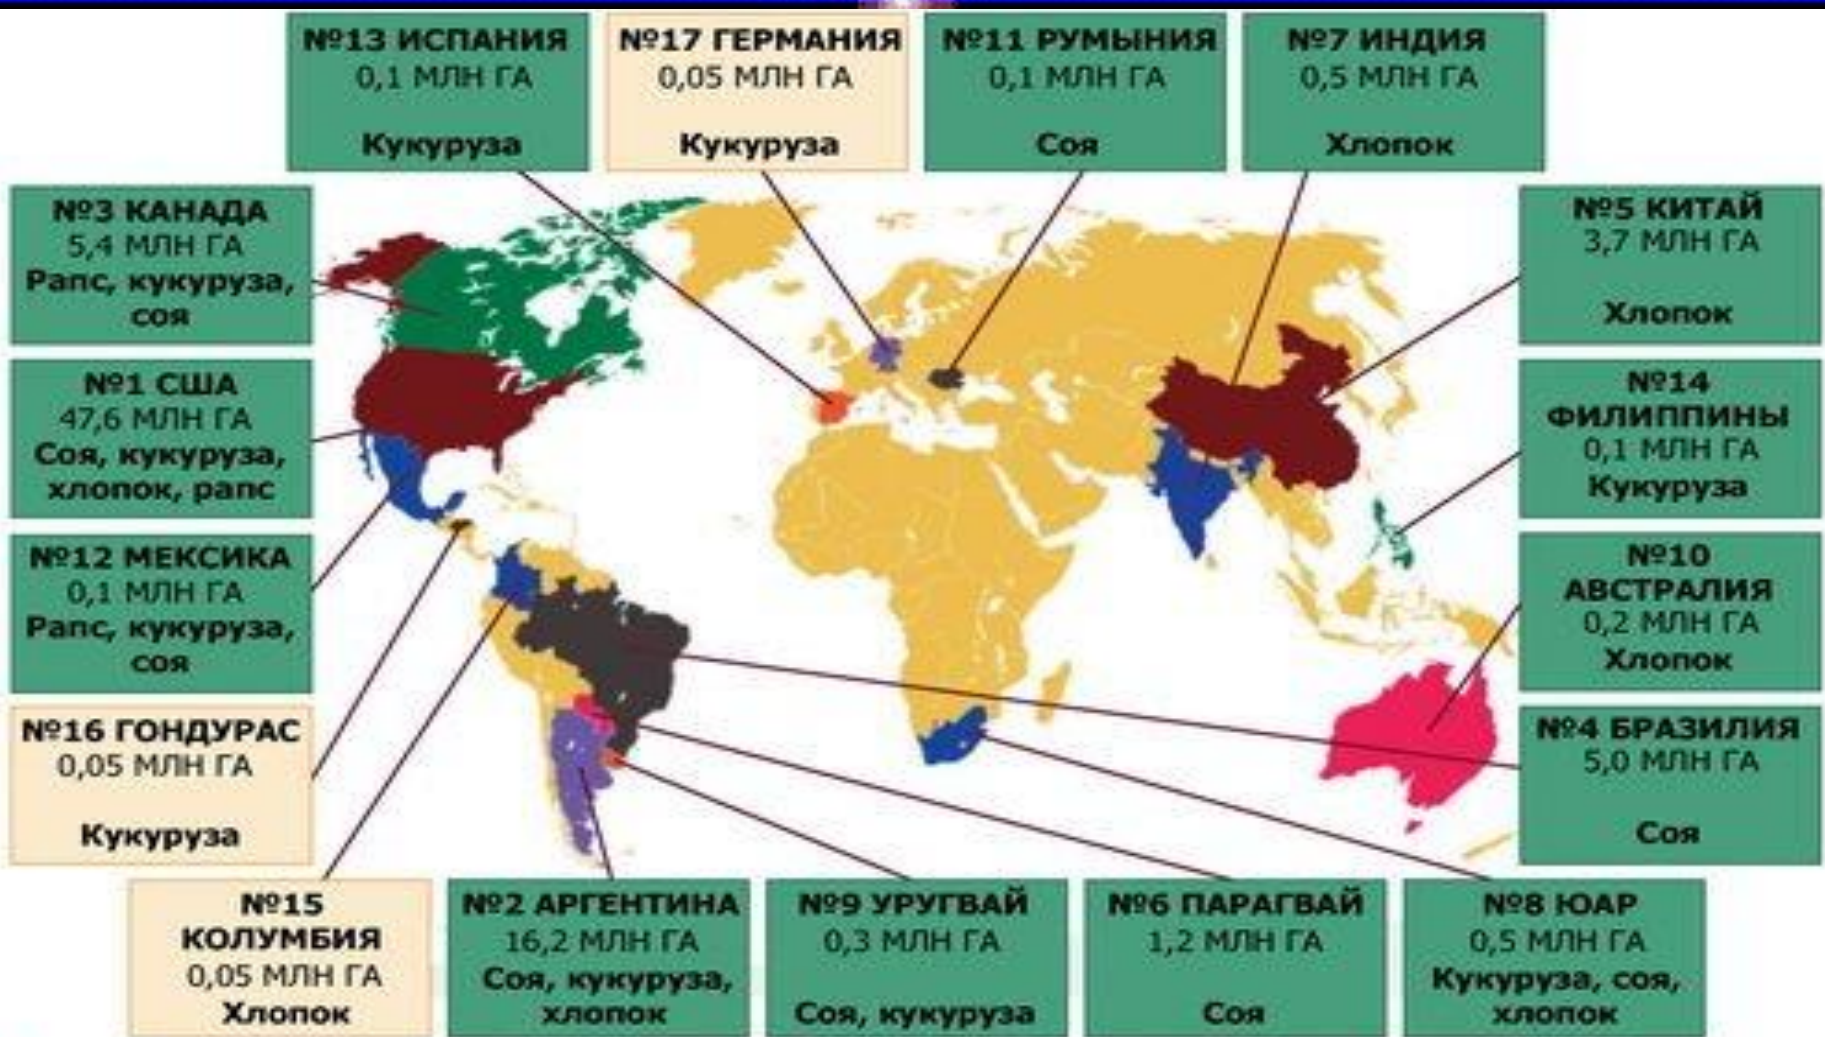 №13 ИСПАНИЯ
0,1 МЛН ГА
Кукуруза
№17 ГЕРМАНИЯ
0,05 МЛН ГА
Кукуруза
№11 РУМЫНИЯ
0,1 МЛН ГА
Соя
№7 ИНДИЯ
0,5 МЛН ГА
Хлопок
№3 КАНАДА
5,4 МЛН ГА
Рапс, кукуруза,
соя
№1 США
47,6 МЛН ГА
Соя, кукуруза,
хлопок, рапс
№12 МЕКСИКА
0,1 МЛН ГА
Рапс, кукуруза,
соя
№16 ГОНДУРАС
0,05 МЛН ГА
Кукуруза
№5 КИТАЙ
3,7 МЛН ГА
Хлопок
№14
ФИЛИППИНЫ
0,1 МЛН ГА
Кукуруза
№10
АВСТРАЛИЯ
0,2 МЛН ГА
Хлопок
№4 БРАЗИЛИЯ
5,0 МЛН ГА
Соя
№15
КОЛУМБИЯ
0,05 МЛН ГА
Хлопок
№2 АРГЕНТИНА
16,2 МЛН ГА
Соя, кукуруза,
хлопок
№9 УРУГВАЙ
0,3 МЛН ГА
Соя, кукуруза
№6 ПАРАГВАЙ
1,2 МЛН ГА
Соя
№8 ЮАР
0,5 МЛН ГА
Кукуруза, соя,
хлопок